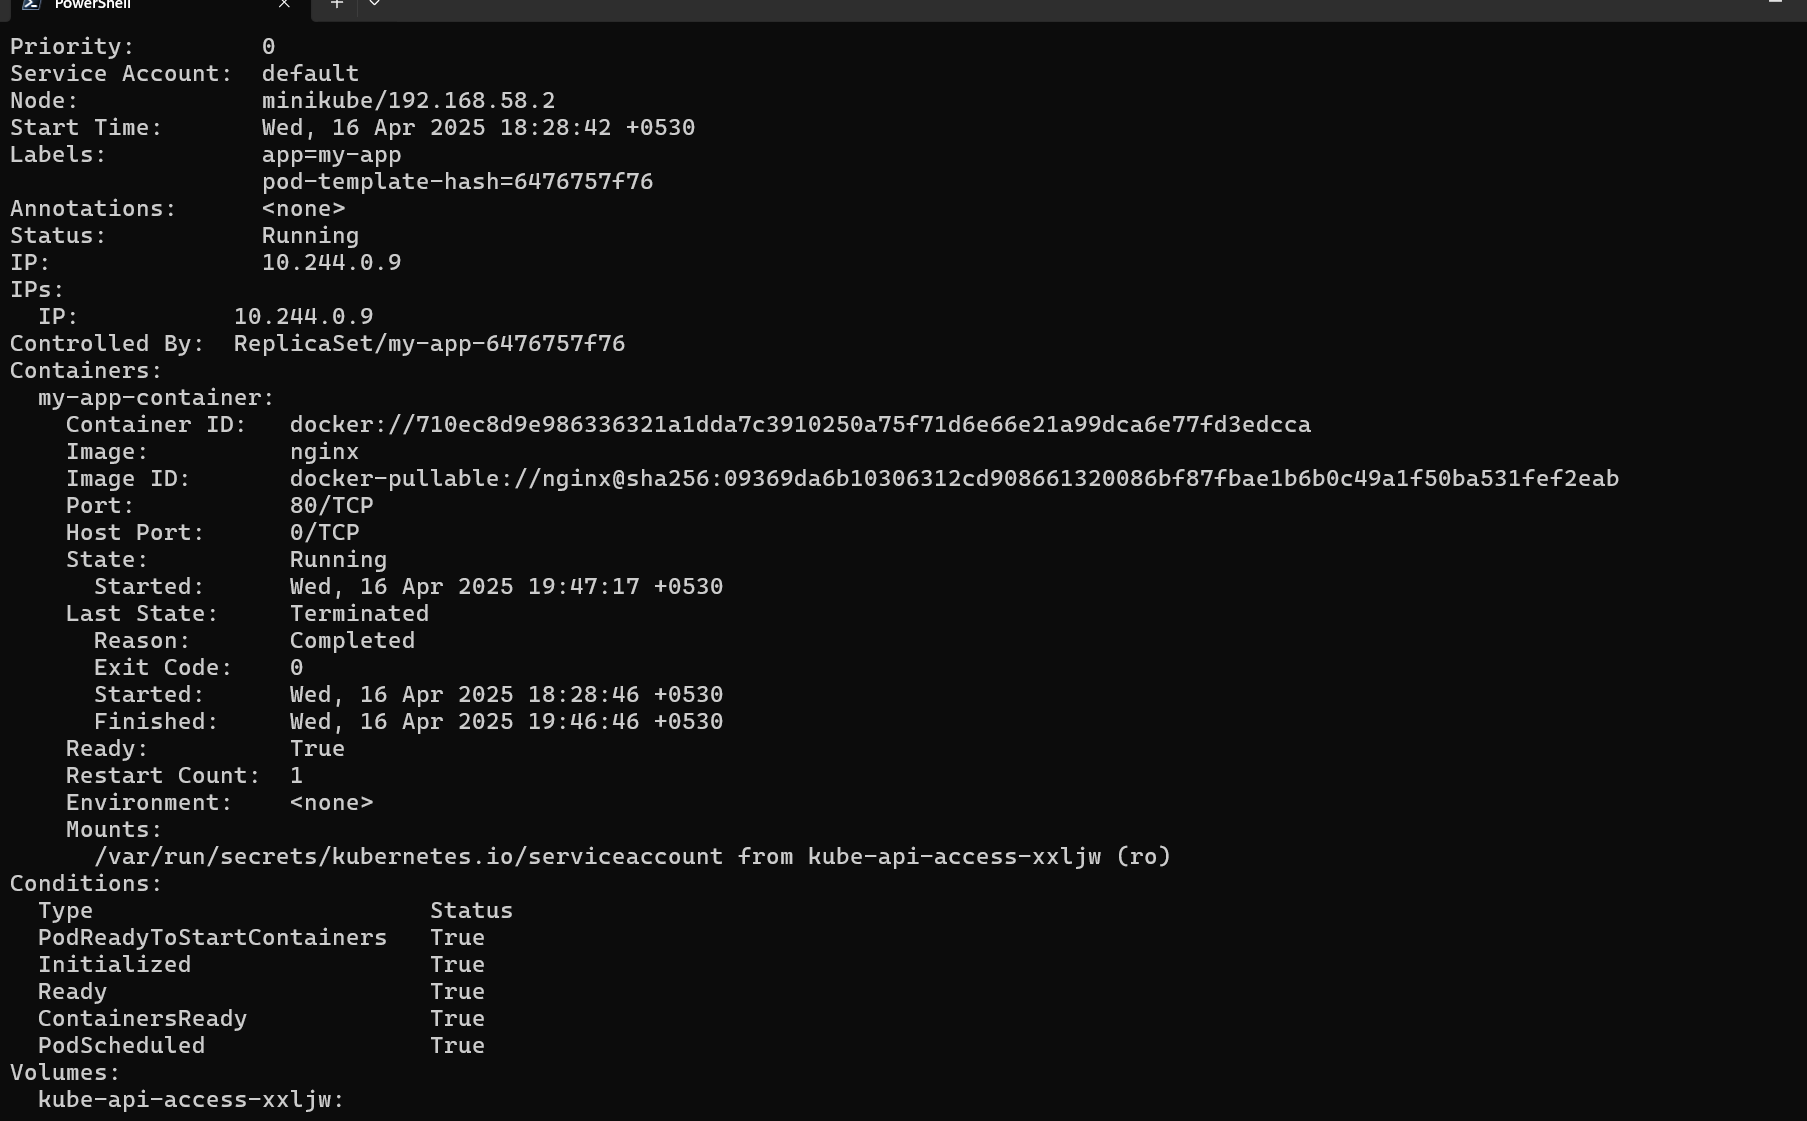 PowerShell
Priority:         0
Service Account:  default
Node:             minikube/192.168.58.2
Start Time:       Wed, 16 Apr 2025 18:28:42 +0530
Labels:           app=my-app
                  pod-template-hash=6476757f76
Annotations:      <none>
Status:           Running
IP:               10.244.0.9
IPs:
  IP:           10.244.0.9
Controlled By:  ReplicaSet/my-app-6476757f76
Containers:
  my-app-container:
    Container ID:   docker://710ec8d9e986336321a1dda7c3910250a75f71d6e66e21a99dca6e77fd3edcca
    Image:          nginx
    Image ID:       docker-pullable://nginx@sha256:09369da6b10306312cd908661320086bf87fbae1b6b0c49a1f50ba531fef2eab
    Port:           80/TCP
    Host Port:      0/TCP
    State:          Running
      Started:      Wed, 16 Apr 2025 19:47:17 +0530
    Last State:     Terminated
      Reason:       Completed
      Exit Code:    0
      Started:      Wed, 16 Apr 2025 18:28:46 +0530
      Finished:     Wed, 16 Apr 2025 19:46:46 +0530
    Ready:          True
    Restart Count:  1
    Environment:    <none>
    Mounts:
      /var/run/secrets/kubernetes.io/serviceaccount from kube-api-access-xxljw (ro)
Conditions:
  Type                        Status
  PodReadyToStartContainers   True
  Initialized                 True
  Ready                       True
  ContainersReady             True
  PodScheduled                True
Volumes:
  kube-api-access-xxljw: